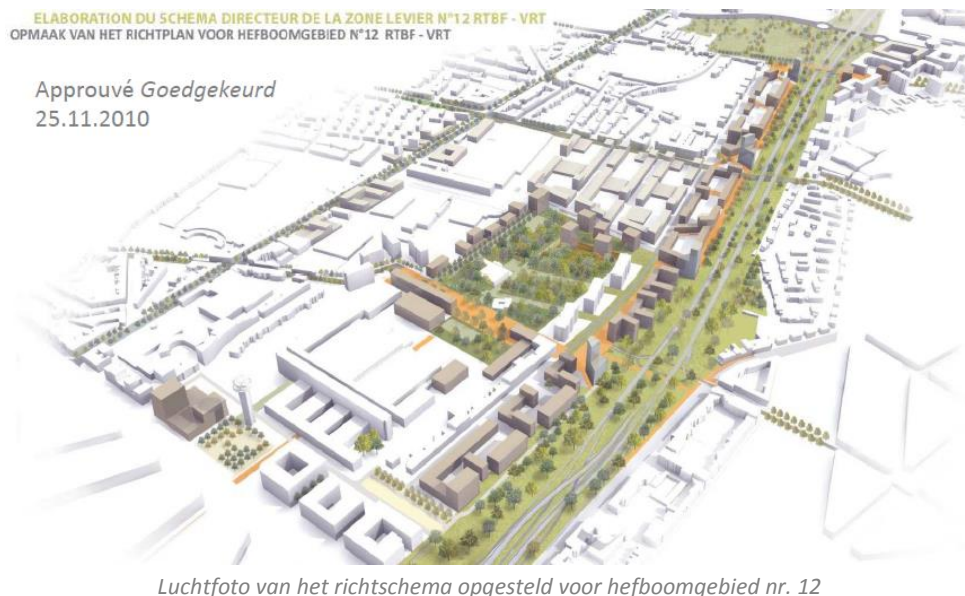 ELABORATION DU SCHEMA DIRECTEUR DE LA ZONE LEVIER N°12 RTBF - VRT
OPMAAK VAN HET RICHTPLAN VOOR HEFBOOMGEBIED N°12 RTBF - VRT
Approuvé Goedgekeurd
25.11.2010
Luchtfoto van het richtschema opgesteld voor hefboomgebied nr. 12